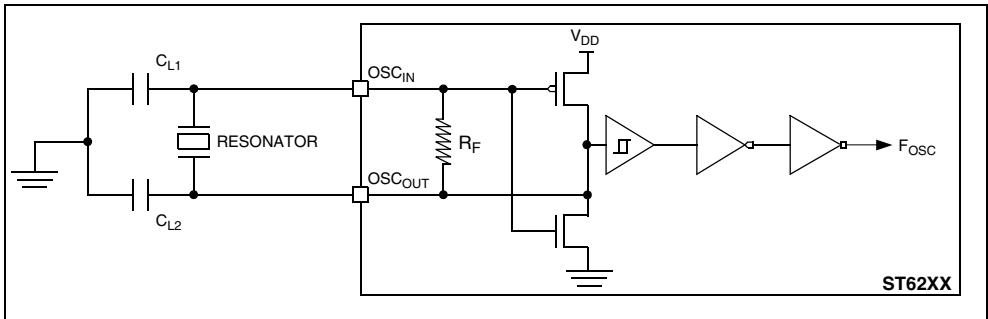 V_DD
C_L1
OSC_IN
RESONATOR
R_F
F_OSC
OSC_OUT
C_L2
ST62XX